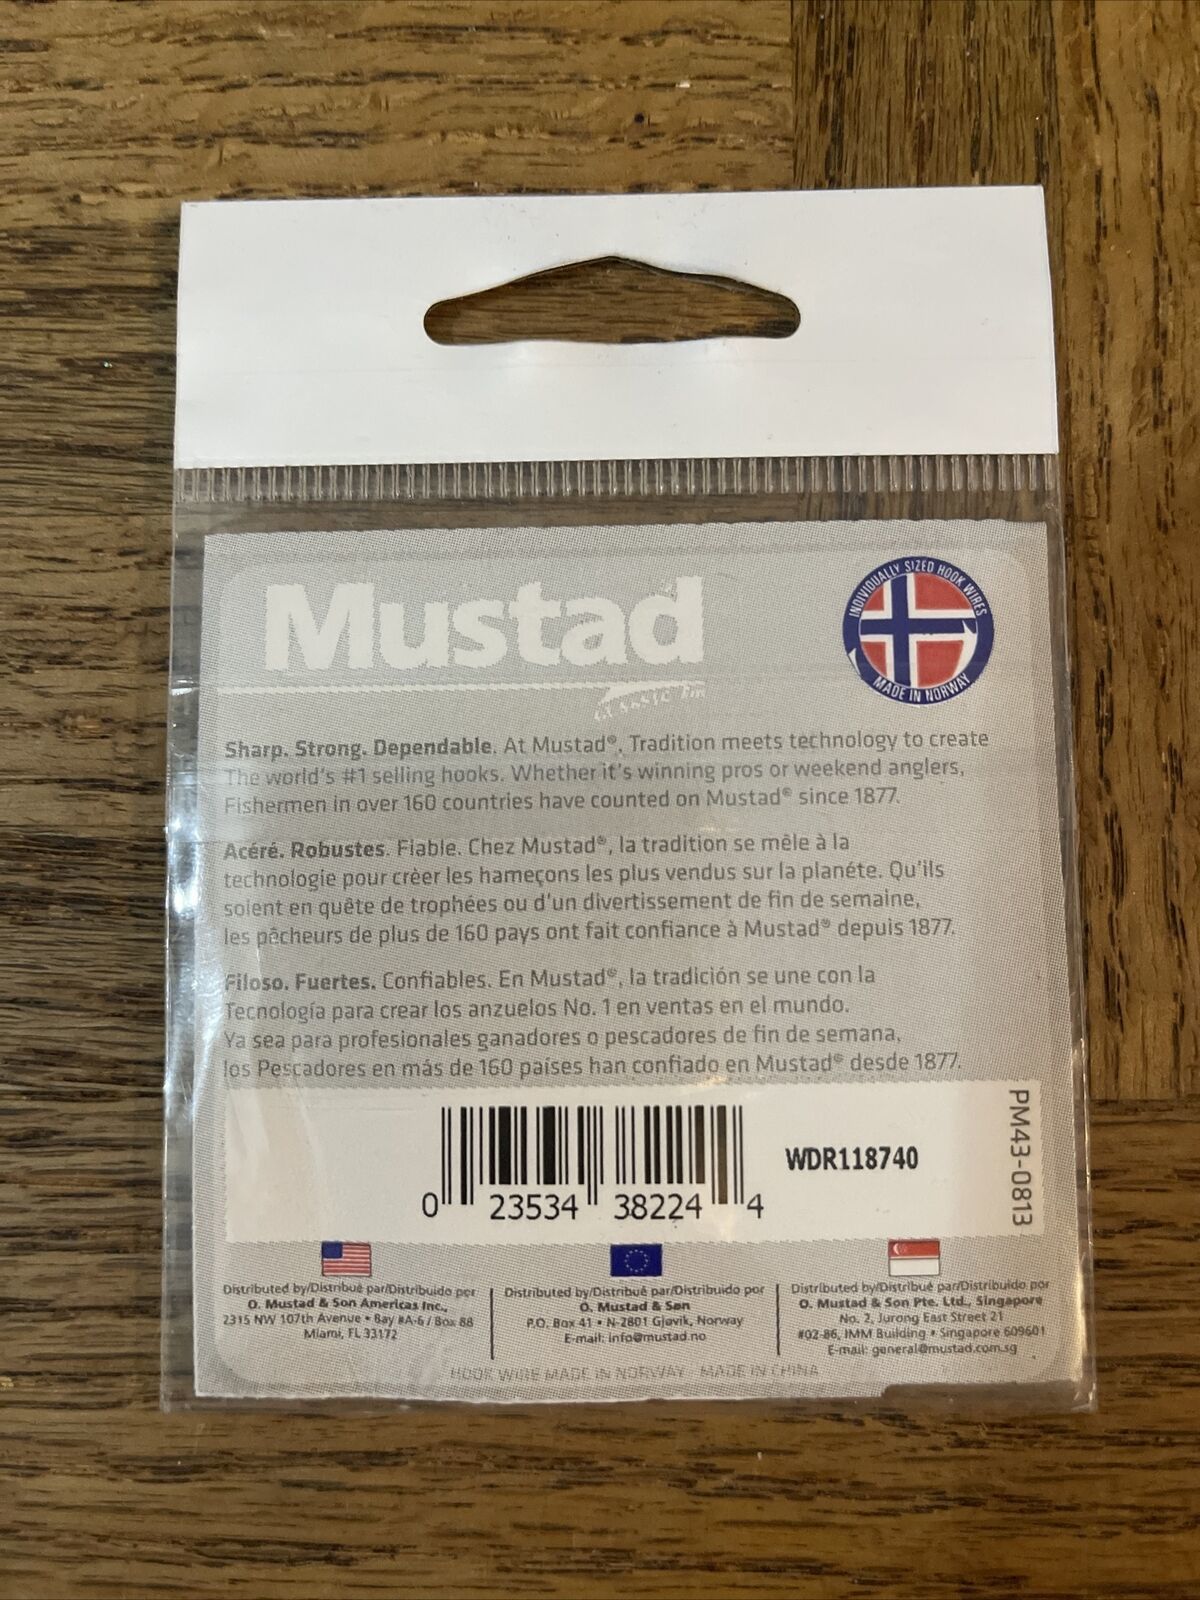 Mustad
INDIVIDUALLY SIZED HOOK WIRES
MADE IN NORWAY
Sharp. Strong. Dependable. At Mustad®, Tradition meets technology to create
The world's #1 selling hooks. Whether it's winning pros or weekend anglers,
Fishermen in over 160 countries have counted on Mustad® since 1877.
Acéré. Robustes. Fiable. Chez Mustad®, la tradition se mêle à la
technologie pour crèer les hameçons les plus vendus sur la planéte. Qu'ils
soient en quête de trophées ou d'un divertissement de fin de semaine,
les pêcheurs de plus de 160 pays ont fait confiance à Mustad® depuis 1877.
Filoso. Fuertes. Confiables. En Mustad®, la tradición se une con la
Tecnología para crear los anzuelos No. 1 en ventas en el mundo.
Ya sea para profesionales ganadores o pescadores de fin de semana,
los Pescadores en más de 160 países han confiado en Mustad® desde 1877.
0 23534 38224 4
WDR118740
PM43-0813
Distributed by/Distribué par/Distribuido por
O. Mustad & Son Americas Inc.,
2315 NW 107th Avenue • Bay #A-6 / Box 88
Miami, FL 33172
Distributed by/Distribué par/Distribuido por
O. Mustad & Søn
P.O. Box 41 • N-2801 Gjøvik, Norway
E-mail: info@mustad.no
Distributed by/Distribué par/Distribuido por
O. Mustad & Son Pte. Ltd., Singapore
No. 2, Jurong East Street 21
#02-86, IMM Building • Singapore 609601
E-mail: general@mustad.com.sg
HOOK WIRE MADE IN NORWAY - MADE IN CHINA